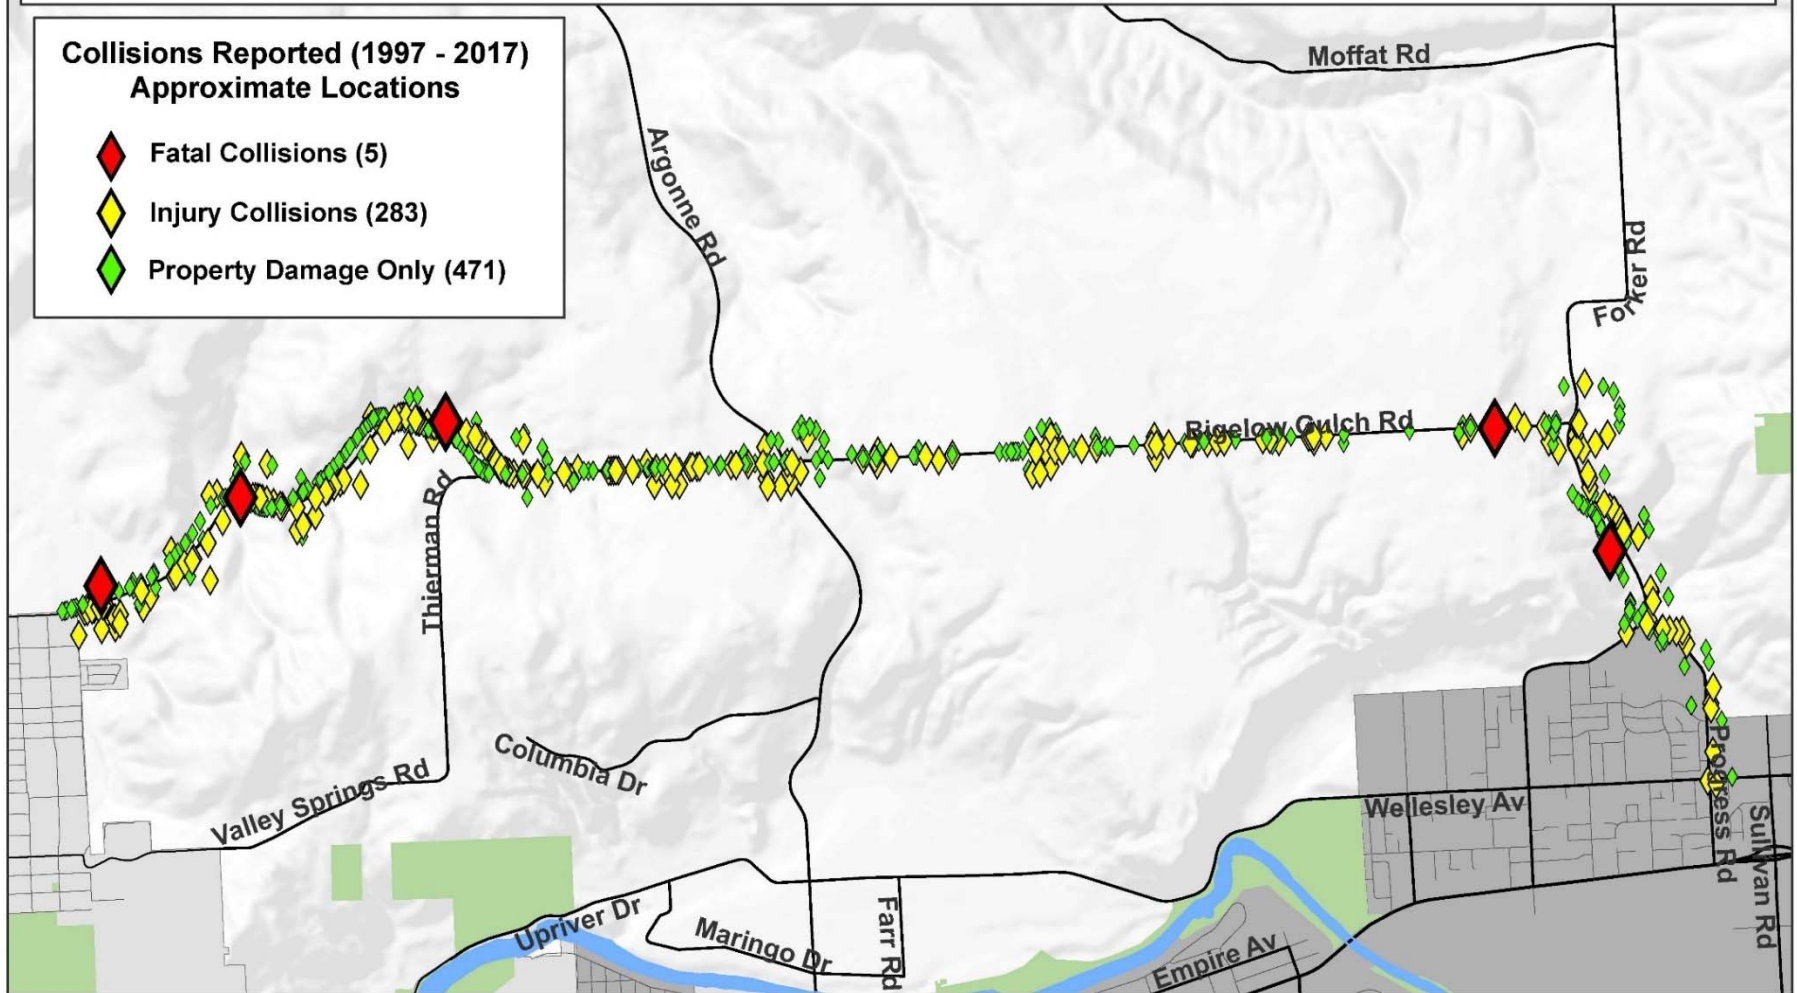 Collisions Reported (1997 - 2017)
Approximate Locations
Fatal Collisions (5)
Injury Collisions (283)
Property Damage Only (471)
Moffat Rd
Argonne Rd
Forker Rd
Bigelow Gulch Rd
Thierman Rd
Columbia Dr
Valley Springs Rd
Wellesley Av
Progress Rd
Sullivan Rd
Upriver Dr
Maringo Dr
Farr Rd
Empire Av